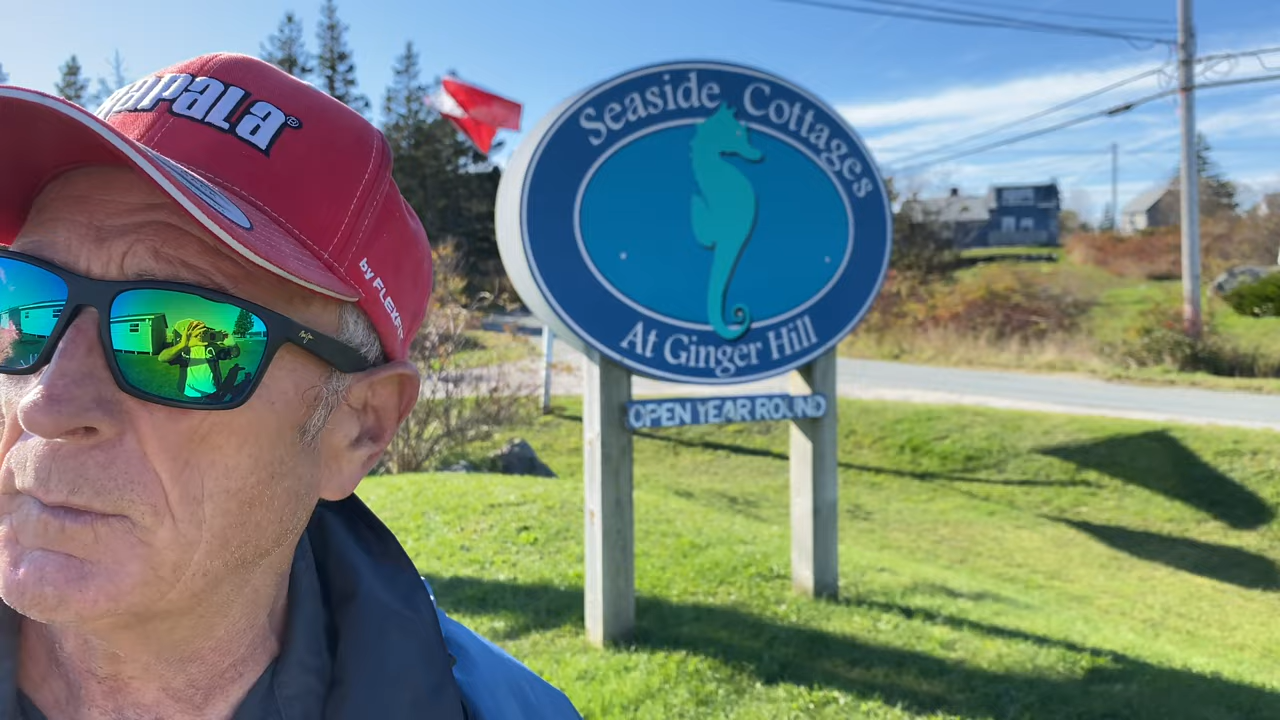 RAPALA®
by FLEXFIT
Seaside Cottages
At Ginger Hill
OPEN YEAR ROUND